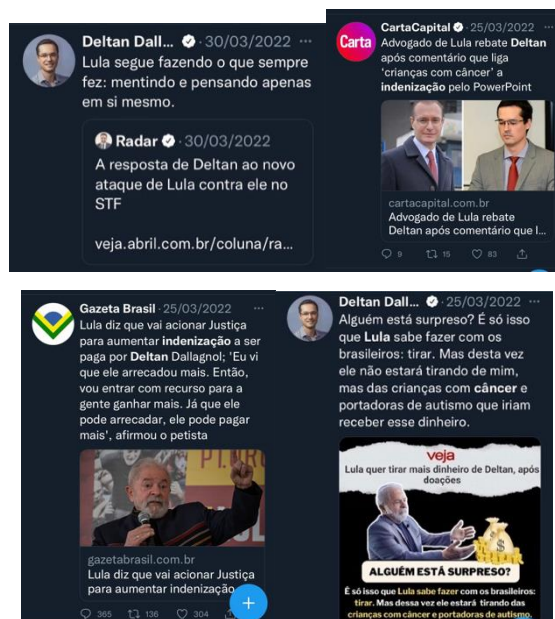 Deltan Dall... · 30/03/2022 ...
Lula segue fazendo o que sempre
fez: mentindo e pensando apenas
em si mesmo.
Radar · 30/03/2022
A resposta de Deltan ao novo
ataque de Lula contra ele no
STF
veja.abril.com.br/coluna/ra...
Carta
CartaCapital · 25/03/2022 ...
Advogado de Lula rebate Deltan
após comentário que liga
'crianças com câncer' a
indenização pelo PowerPoint
cartacapital.com.br
Advogado de Lula rebate
Deltan após comentário que l...
9 15 83
Gazeta Brasil · 25/03/2022 ...
Lula diz que vai acionar Justiça
para aumentar indenização a ser
paga por Deltan Dallagnol; 'Eu vi
que ele arrecadou mais. Então,
vou entrar com recurso para a
gente ganhar mais. Já que ele
pode arrecadar, ele pode pagar
mais', afirmou o petista
gazetabrasil.com.br
Lula diz que vai acionar Justiça
para aumentar indenização
365 136 304
Deltan Dall... · 25/03/2022 ...
Alguém está surpreso? É só isso
que Lula sabe fazer com os
brasileiros: tirar. Mas desta vez
ele não estará tirando de mim,
mas das crianças com câncer e
portadoras de autismo que iriam
receber esse dinheiro.
veja
Lula quer tirar mais dinheiro de Deltan, após
doações
ALGUÉM ESTÁ SURPRESO?
É só isso que Lula sabe fazer com os brasileiros:
tirar. Mas dessa vez ele estará tirando das
crianças com câncer e portadoras de autismo.